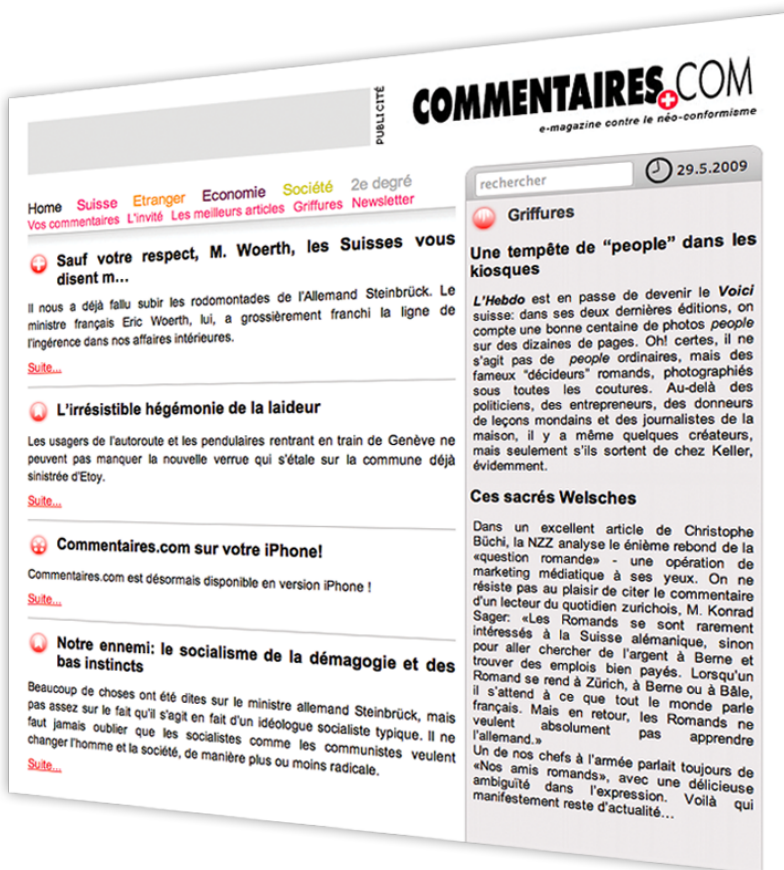 PUBLICITÉ
COMMENTAIRES.COM
e-magazine contre le néo-conformisme
Home Suisse Etranger Economie Société 2e degré
Vos commentaires L'invité Les meilleurs articles Griffures Newsletter
Sauf votre respect, M. Woerth, les Suisses vous
disent m...
Il nous a déjà fallu subir les rodomontades de l'Allemand Steinbrück. Le
ministre français Eric Woerth, lui, a grossièrement franchi la ligne de
l'ingérence dans nos affaires intérieures.
Suite...
L'irrésistible hégémonie de la laideur
Les usagers de l'autoroute et les pendulaires rentrant en train de Genève ne
peuvent pas manquer la nouvelle verrue qui s'étale sur la commune déjà
sinistrée d'Etoy.
Suite...
Commentaires.com sur votre iPhone!
Commentaires.com est désormais disponible en version iPhone !
Suite...
Notre ennemi: le socialisme de la démagogie et des
bas instincts
Beaucoup de choses ont été dites sur le ministre allemand Steinbrück, mais
pas assez sur le fait qu'il s'agit en fait d'un idéologue socialiste typique. Il ne
faut jamais oublier que les socialistes comme les communistes veulent
changer l'homme et la société, de manière plus ou moins radicale.
Suite...
rechercher
29.5.2009
Griffures
Une tempête de “people” dans les
kiosques
L'Hebdo est en passe de devenir le Voici
suisse: dans ses deux dernières éditions, on
compte une bonne centaine de photos people
sur des dizaines de pages. Oh! certes, il ne
s'agit pas de people ordinaires, mais des
fameux "décideurs" romands, photographiés
sous toutes les coutures. Au-delà des
politiciens, des entrepreneurs, des donneurs
de leçons mondains et des journalistes de la
maison, il y a même quelques créateurs,
mais seulement s'ils sortent de chez Keller,
évidemment.
Ces sacrés Welsches
Dans un excellent article de Christophe
Büchi, la NZZ analyse le énième rebond de la
«question romande» - une opération de
marketing médiatique à ses yeux. On ne
résiste pas au plaisir de citer le commentaire
d'un lecteur du quotidien zurichois, M. Konrad
Sager: «Les Romands se sont rarement
intéressés à la Suisse alémanique, sinon
pour aller chercher de l'argent à Berne et
trouver des emplois bien payés. Lorsqu'un
Romand se rend à Zürich, à Berne ou à Bâle,
il s'attend à ce que tout le monde parle
français. Mais en retour, les Romands ne
veulent absolument pas apprendre
l'allemand.»
Un de nos chefs à l'armée parlait toujours de
«Nos amis romands», avec une délicieuse
ambiguïté dans l'expression. Voilà qui
manifestement reste d'actualité...